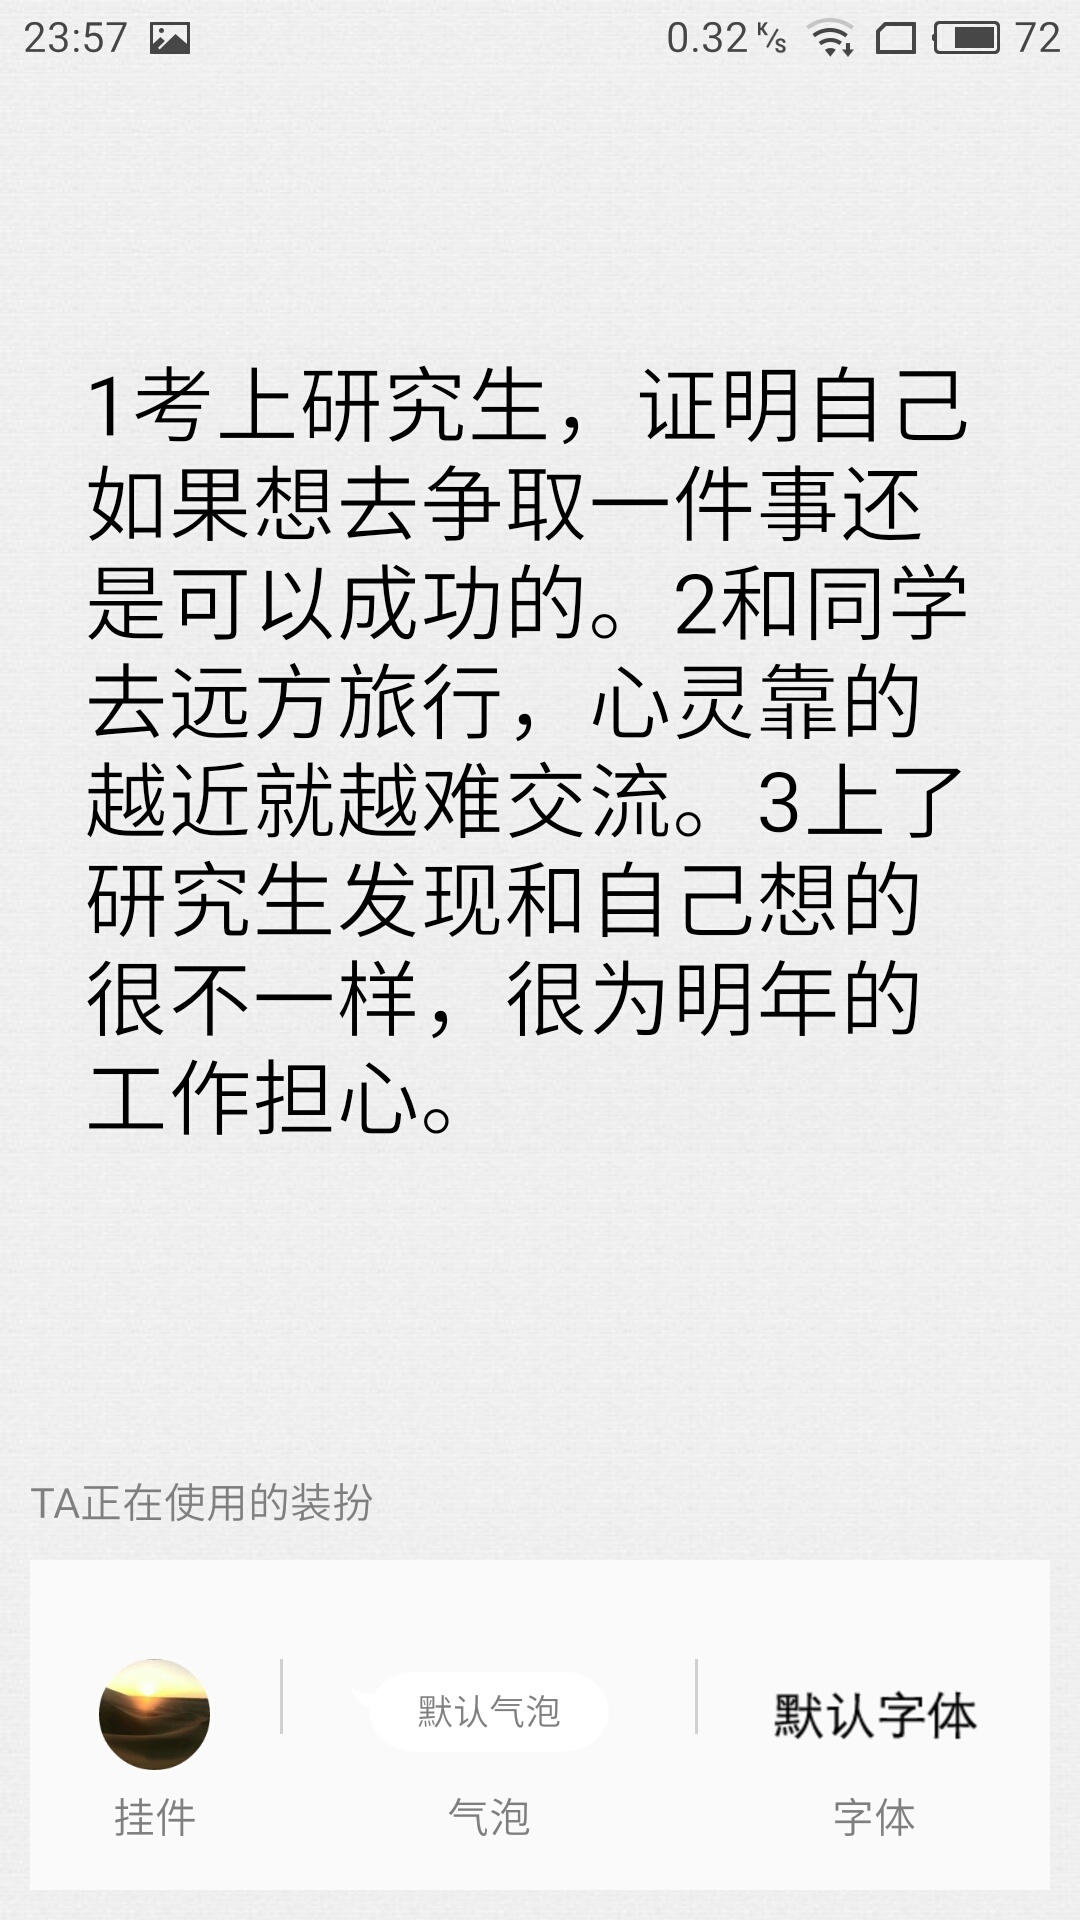 23:57 0.32 K/s 72
1考上研究生，证明自己
如果想去争取一件事还
是可以成功的。2和同学
去远方旅行，心灵靠的
越近就越难交流。3上了
研究生发现和自己想的
很不一样，很为明年的
工作担心。
TA正在使用的装扮
默认气泡 默认字体
挂件 气泡 字体